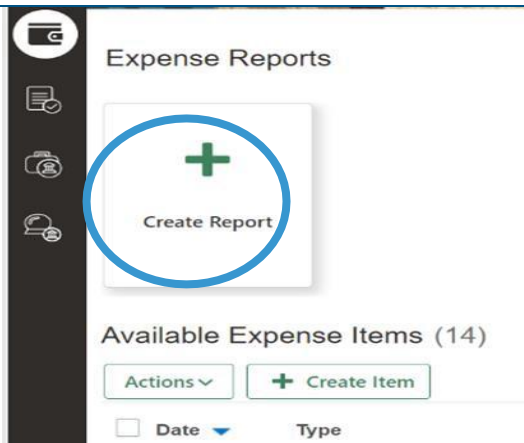 Expense Reports
Create Report
Available Expense Items (14)
Actions
Create Item
Date Type